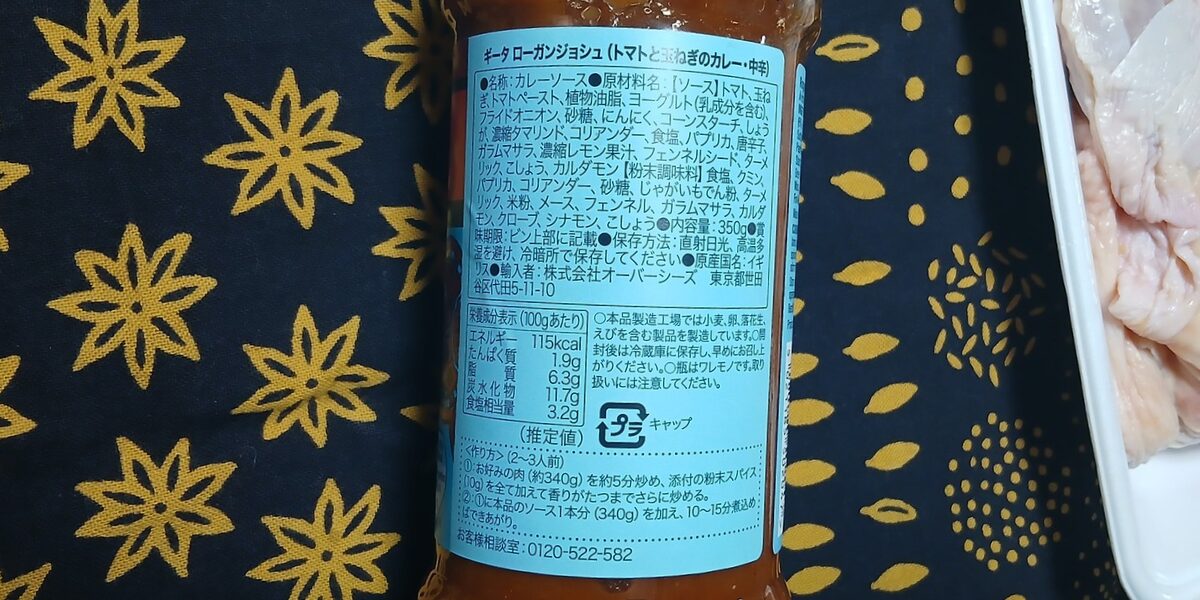 ギータ ローガンジョシュ (トマトと玉ねぎのカレー・中辛)
●名称:カレーソース●原材料名:【ソース】トマト、玉ね
ぎ、トマトペースト、植物油脂、ヨーグルト(乳成分を含む)、
フライドオニオン、砂糖、にんにく、コーンスターチ、しょう
が、濃縮タマリンド、コリアンダー、食塩、パプリカ、唐辛子、
ガラムマサラ、濃縮レモン果汁、フェンネルシード、ターメ
リック、こしょう、カルダモン【粉末調味料】食塩、クミン、
パプリカ、コリアンダー、砂糖、じゃがいもでん粉、ターメ
リック、米粉、メース、フェンネル、ガラムマサラ、カルダ
モン、クローブ、シナモン、こしょう●内容量:350g●賞
味期限:ビン上部に記載●保存方法:直射日光、高温多
湿を避け、冷暗所で保存してください●原産国名:イギ
リス●輸入者:株式会社オーバーシーズ 東京都世田
谷区代田5-11-10
栄養成分表示(100gあたり)
エネルギー 115kcal
たんぱく質 1.9g
脂質 6.3g
炭水化物 11.7g
食塩相当量 3.2g
(推定値)
○本品製造工場では小麦、卵、落花生、
えびを含む製品を製造しています。○開
封後は冷蔵庫に保存し、早めにお召し上
がりください。○瓶はワレモノです。取り
扱いには注意してください。
プラ キャップ
<作り方>(2〜3人前)
①:お好みの肉(約340g)を約5分炒め、添付の粉末スパイス
(10g)を全て加えて香りがたつまでさらに炒める。
②:①に本品のソース1本分(340g)を加え、10〜15分煮込め
ばできあがり。
お客様相談室:0120-522-582